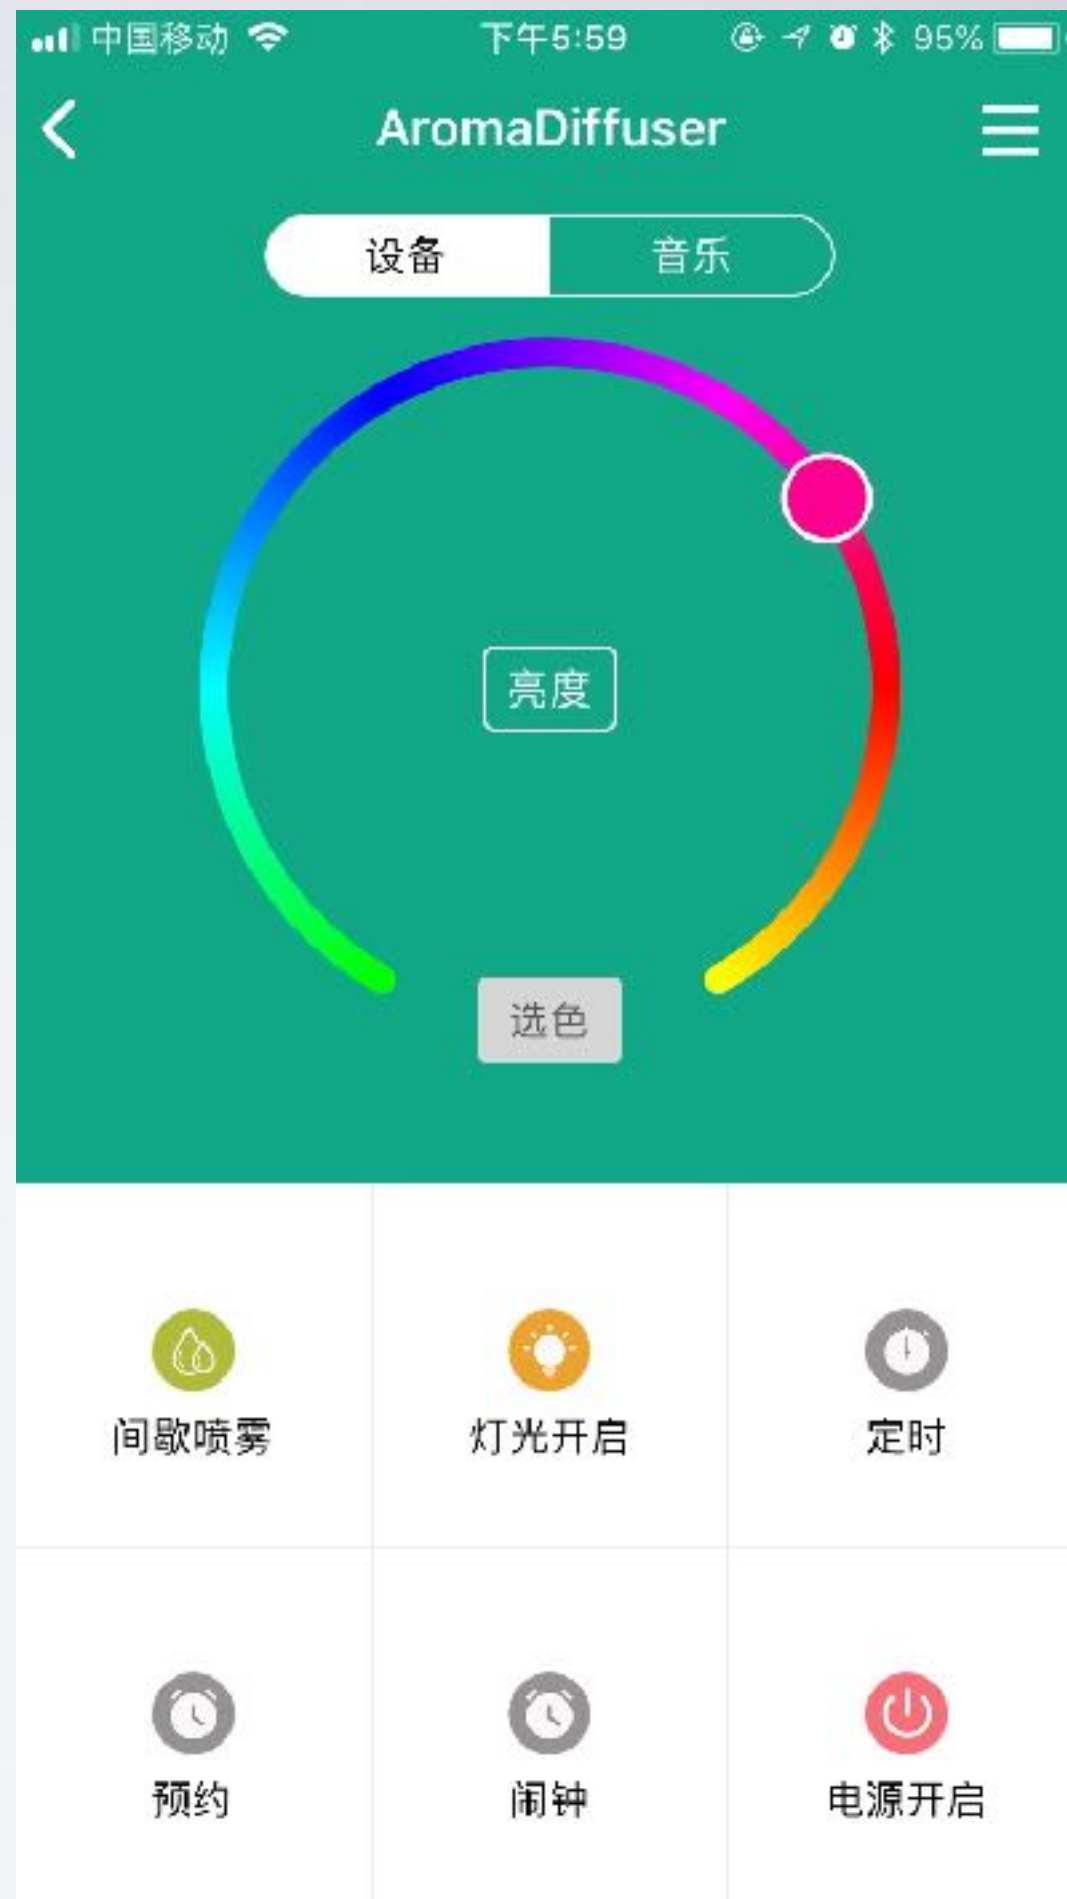 中国移动 下午5:59 95%
AromaDiffuser
设备 音乐
亮度
选色
间歇喷雾 灯光开启 定时
预约 闹钟 电源开启